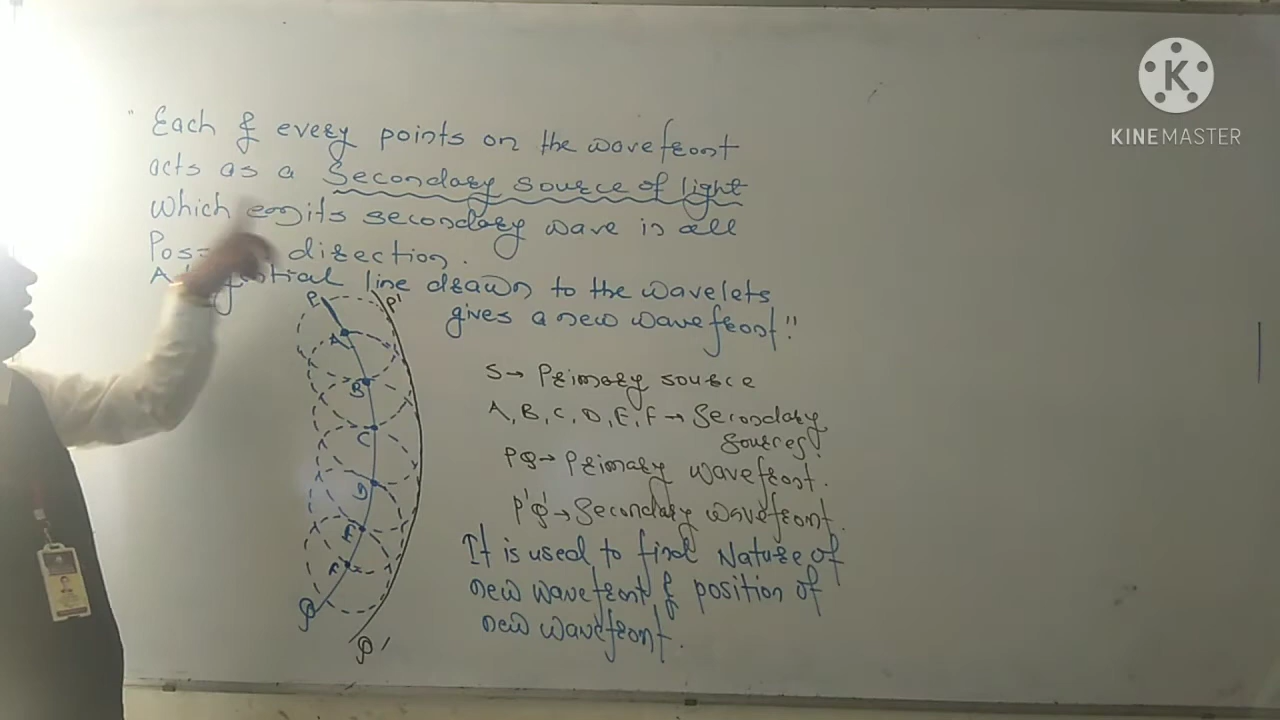 "Each & every points on the wavefront
acts as a Secondary source of light
which emits secondary wave in all
direction.
line drawn to the wavelets
gives a new wavefront!!
P P'
A
B
C
D
E
F
Q
Q'
S→ Primary source
A, B, C, D, E, F → Secondary
sources.
PQ→ Primary wavefront.
P'Q' → Secondary wavefront.
It is used to find Nature of
new wavefront & position of
new wavefront.
K
KINEMASTER